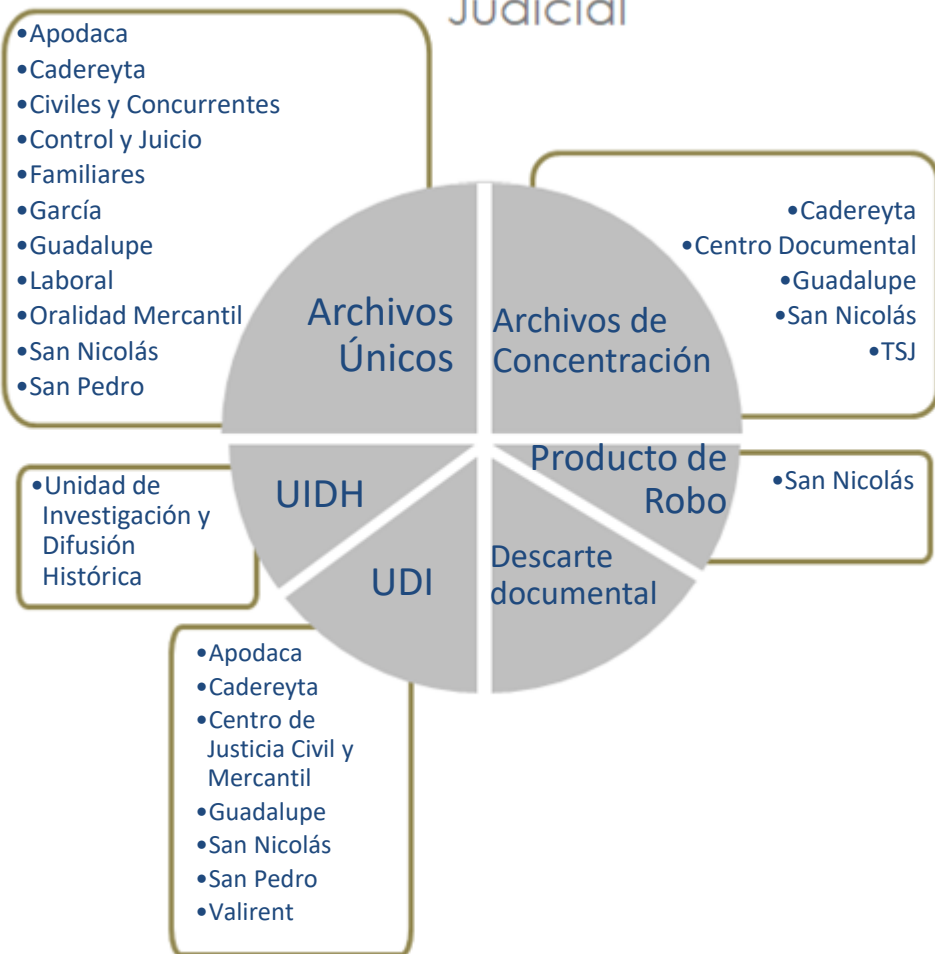 Judicial
•Apodaca
•Cadereyta
•Civiles y Concurrentes
•Control y Juicio
•Familiares
•García
•Guadalupe
•Laboral
•Oralidad Mercantil
•San Nicolás
•San Pedro
•Cadereyta
•Centro Documental
•Guadalupe
•San Nicolás
•TSJ
Archivos
Únicos
Archivos de
Concentración
UIDH
Producto de
Robo
UDI
Descarte
documental
•Unidad de
Investigación y
Difusión
Histórica
•San Nicolás
•Apodaca
•Cadereyta
•Centro de
Justicia Civil y
Mercantil
•Guadalupe
•San Nicolás
•San Pedro
•Valirent